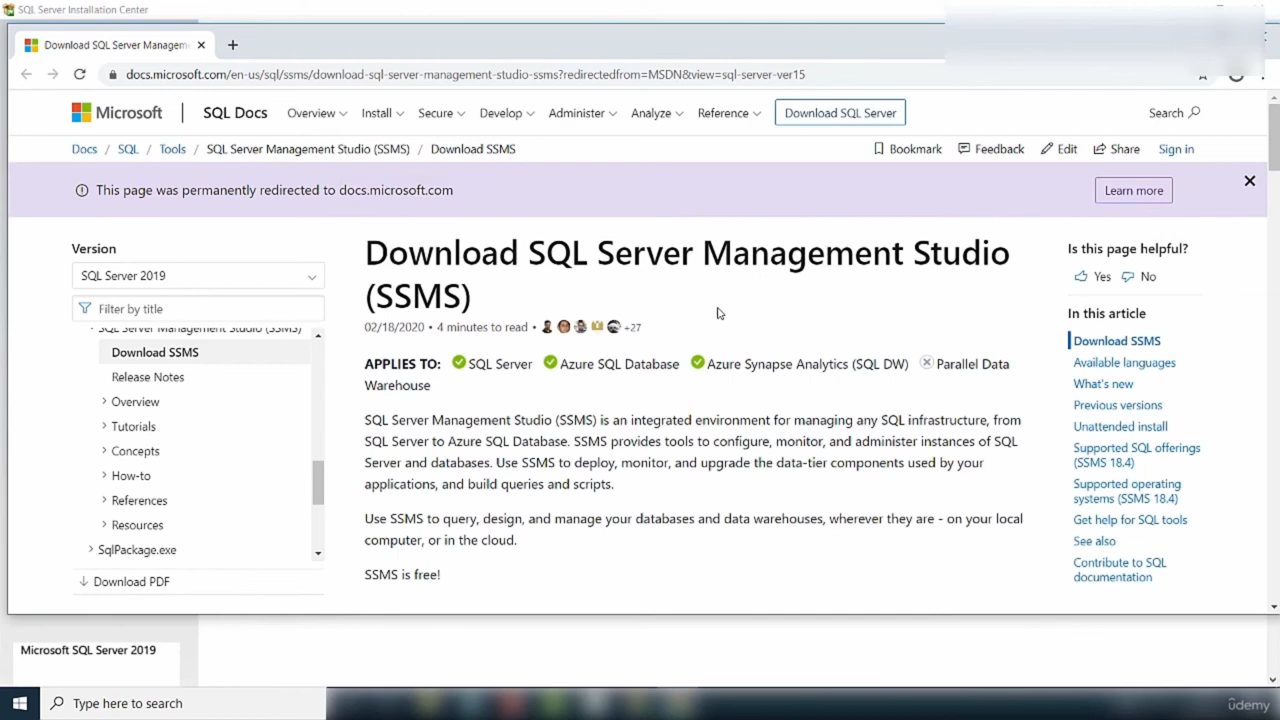 SQL Server Installation Center
Download SQL Server Managem
docs.microsoft.com/en-us/sql/ssms/download-sql-server-management-studio-ssms?redirectedfrom=MSDN&view=sql-server-ver15
Microsoft SQL Docs Overview Install Secure Develop Administer Analyze Reference Download SQL Server Search
Docs / SQL / Tools / SQL Server Management Studio (SSMS) / Download SSMS Bookmark Feedback Edit Share Sign in
This page was permanently redirected to docs.microsoft.com Learn more
Version
SQL Server 2019
Filter by title
SQL Server Management Studio (SSMS)
Download SSMS
Release Notes
Overview
Tutorials
Concepts
How-to
References
Resources
SqlPackage.exe
Download PDF
Download SQL Server Management Studio
(SSMS)
02/18/2020 • 4 minutes to read • +27
APPLIES TO: SQL Server Azure SQL Database Azure Synapse Analytics (SQL DW) Parallel Data
Warehouse
SQL Server Management Studio (SSMS) is an integrated environment for managing any SQL infrastructure, from
SQL Server to Azure SQL Database. SSMS provides tools to configure, monitor, and administer instances of SQL
Server and databases. Use SSMS to deploy, monitor, and upgrade the data-tier components used by your
applications, and build queries and scripts.
Use SSMS to query, design, and manage your databases and data warehouses, wherever they are - on your local
computer, or in the cloud.
SSMS is free!
Is this page helpful?
Yes No
In this article
Download SSMS
Available languages
What's new
Previous versions
Unattended install
Supported SQL offerings
(SSMS 18.4)
Supported operating
systems (SSMS 18.4)
Get help for SQL tools
See also
Contribute to SQL
documentation
Microsoft SQL Server 2019
Type here to search
udemy